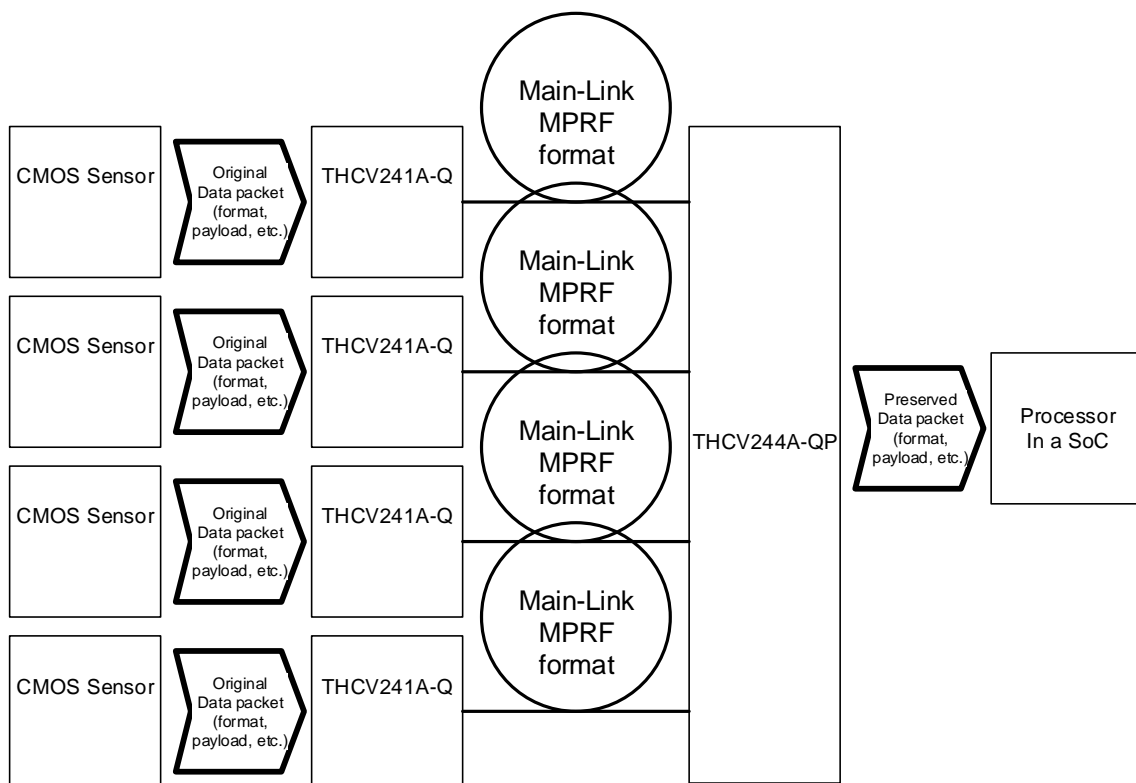 Main-Link
MPRF
format
CMOS Sensor
Original
Data packet
(format,
payload, etc.)
THCV241A-Q
Main-Link
MPRF
format
CMOS Sensor
Original
Data packet
(format,
payload, etc.)
THCV241A-Q
Main-Link
MPRF
format
THCV244A-QP
Preserved
Data packet
(format,
payload, etc.)
Processor
In a SoC
CMOS Sensor
Original
Data packet
(format,
payload, etc.)
THCV241A-Q
Main-Link
MPRF
format
CMOS Sensor
Original
Data packet
(format,
payload, etc.)
THCV241A-Q